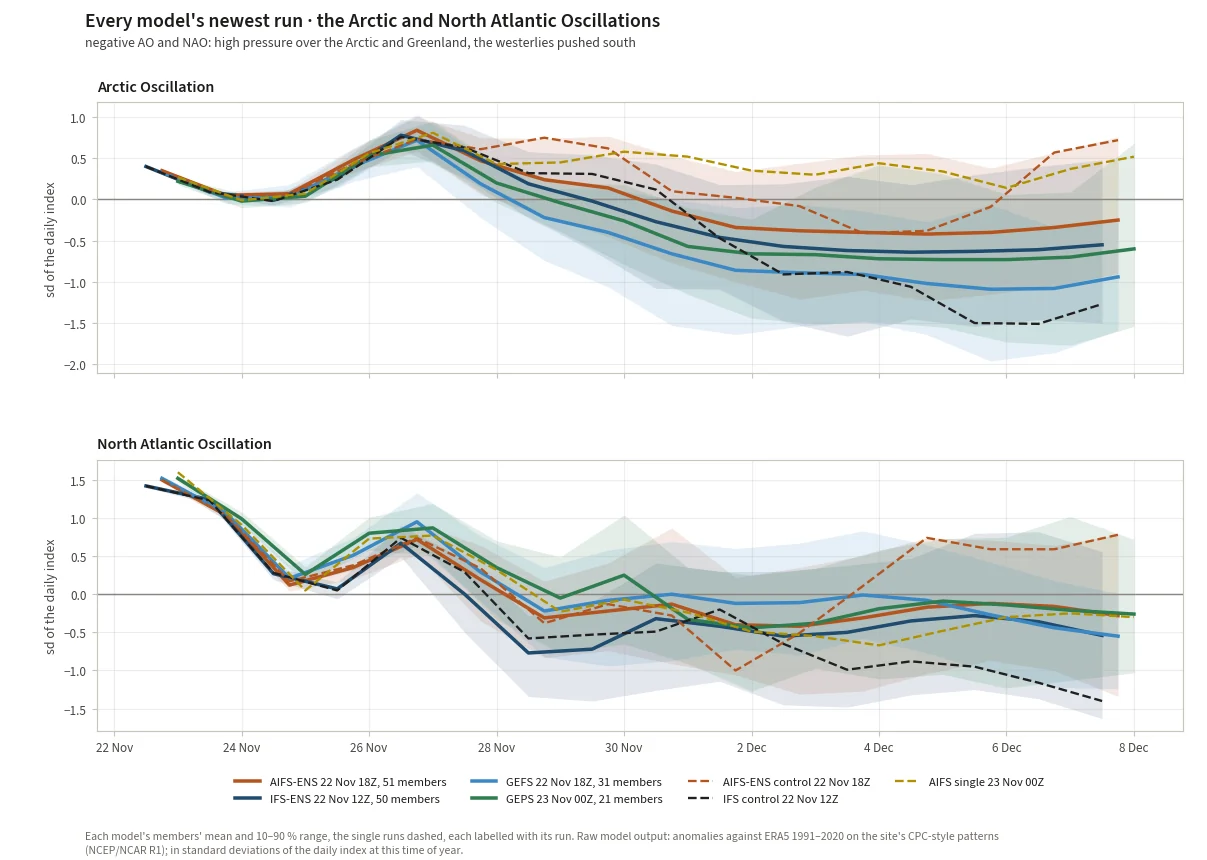 Every model's newest run · the Arctic and North Atlantic Oscillations
negative AO and NAO: high pressure over the Arctic and Greenland, the westerlies pushed south
Arctic Oscillation
sd of the daily index
1.0
0.5
0.0
−0.5
−1.0
−1.5
−2.0
North Atlantic Oscillation
sd of the daily index
1.5
1.0
0.5
0.0
−0.5
−1.0
−1.5
22 Nov 24 Nov 26 Nov 28 Nov 30 Nov 2 Dec 4 Dec 6 Dec 8 Dec
AIFS-ENS 22 Nov 18Z, 51 members GEFS 22 Nov 18Z, 31 members AIFS-ENS control 22 Nov 18Z AIFS single 23 Nov 00Z
IFS-ENS 22 Nov 12Z, 50 members GEPS 23 Nov 00Z, 21 members IFS control 22 Nov 12Z
Each model's members' mean and 10–90 % range, the single runs dashed, each labelled with its run. Raw model output: anomalies against ERA5 1991–2020 on the site's CPC-style patterns
(NCEP/NCAR R1); in standard deviations of the daily index at this time of year.